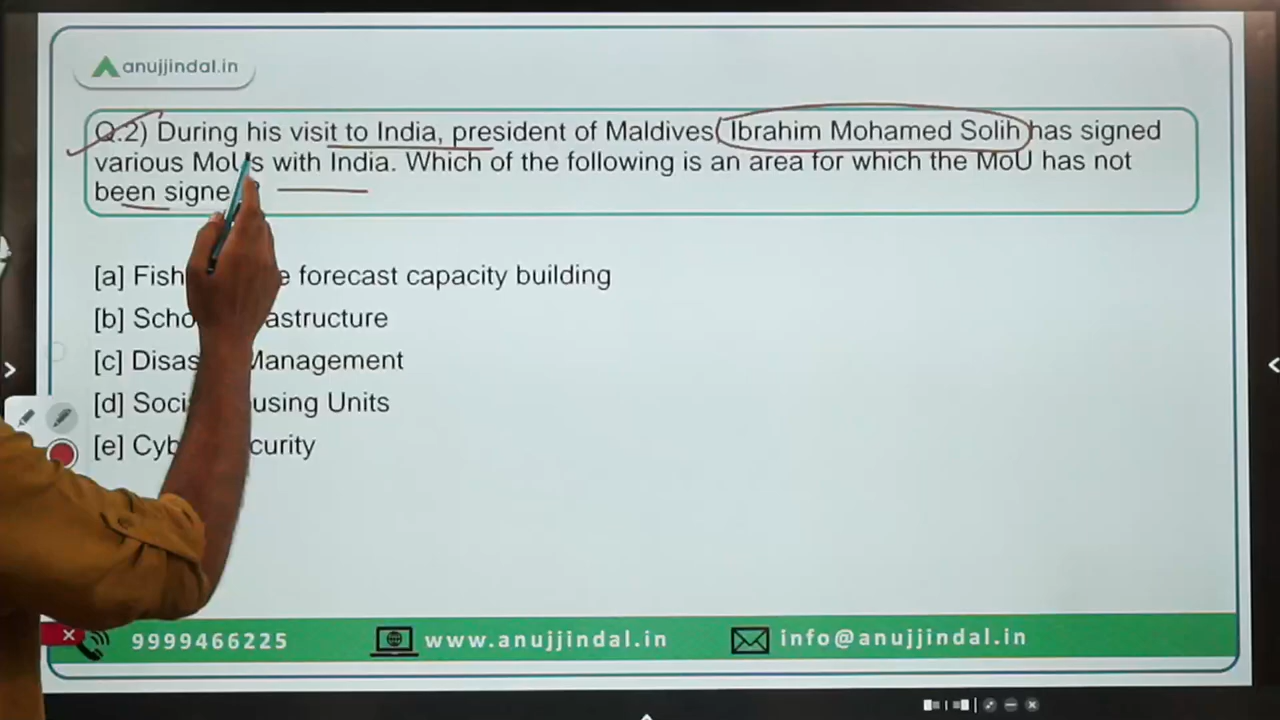 anujjindal.in
Q.2) During his visit to India, president of Maldives, Ibrahim Mohamed Solih has signed
various MoUs with India. Which of the following is an area for which the MoU has not
been signe
[a] Fish forecast capacity building
[b] Scho astructure
[c] Disas Management
[d] Soci using Units
[e] Cyb curity
9999466225 www.anujjindal.in info@anujjindal.in